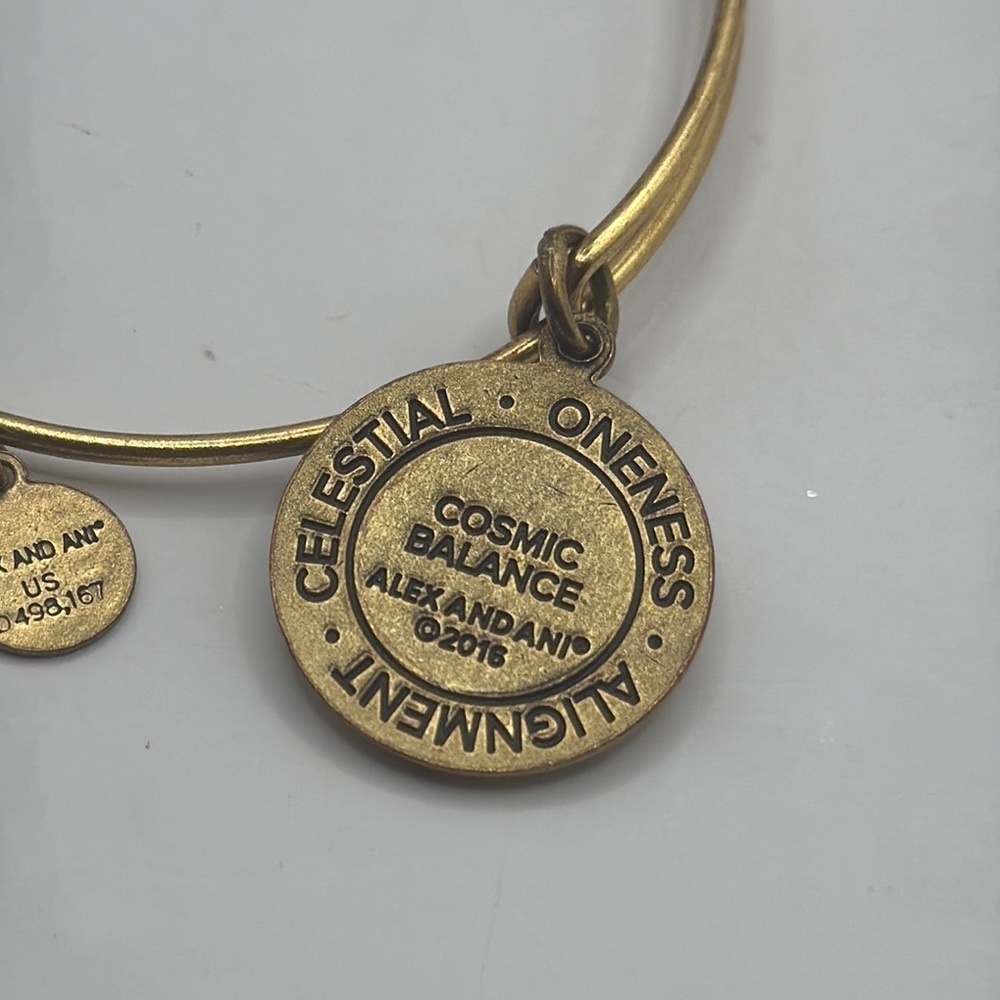 CELESTIAL • ONENESS • ALIGNMENT •
COSMIC
BALANCE
ALEX AND ANI®
©2016
AND ANI®
US
498,167